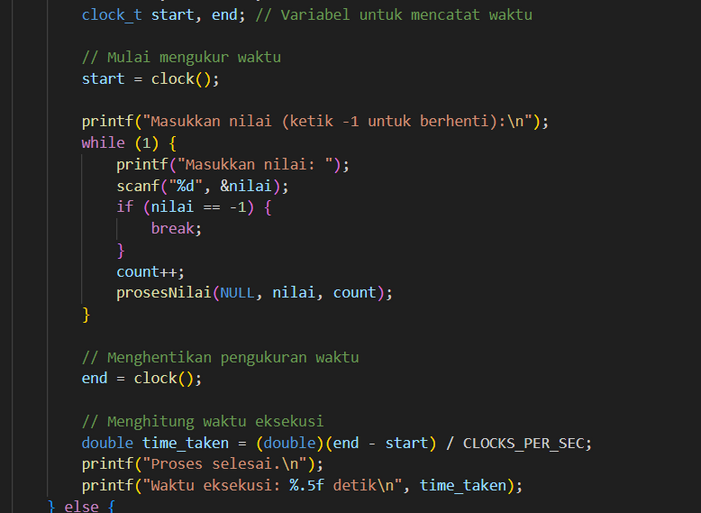 clock_t start, end; // Variabel untuk mencatat waktu
// Mulai mengukur waktu
start = clock();
printf("Masukkan nilai (ketik -1 untuk berhenti):\n");
while (1) {
printf("Masukkan nilai: ");
scanf("%d", &nilai);
if (nilai == -1) {
break;
}
count++;
prosesNilai(NULL, nilai, count);
}
// Menghentikan pengukuran waktu
end = clock();
// Menghitung waktu eksekusi
double time_taken = (double)(end - start) / CLOCKS_PER_SEC;
printf("Proses selesai.\n");
printf("Waktu eksekusi: %.5f detik\n", time_taken);
} else {